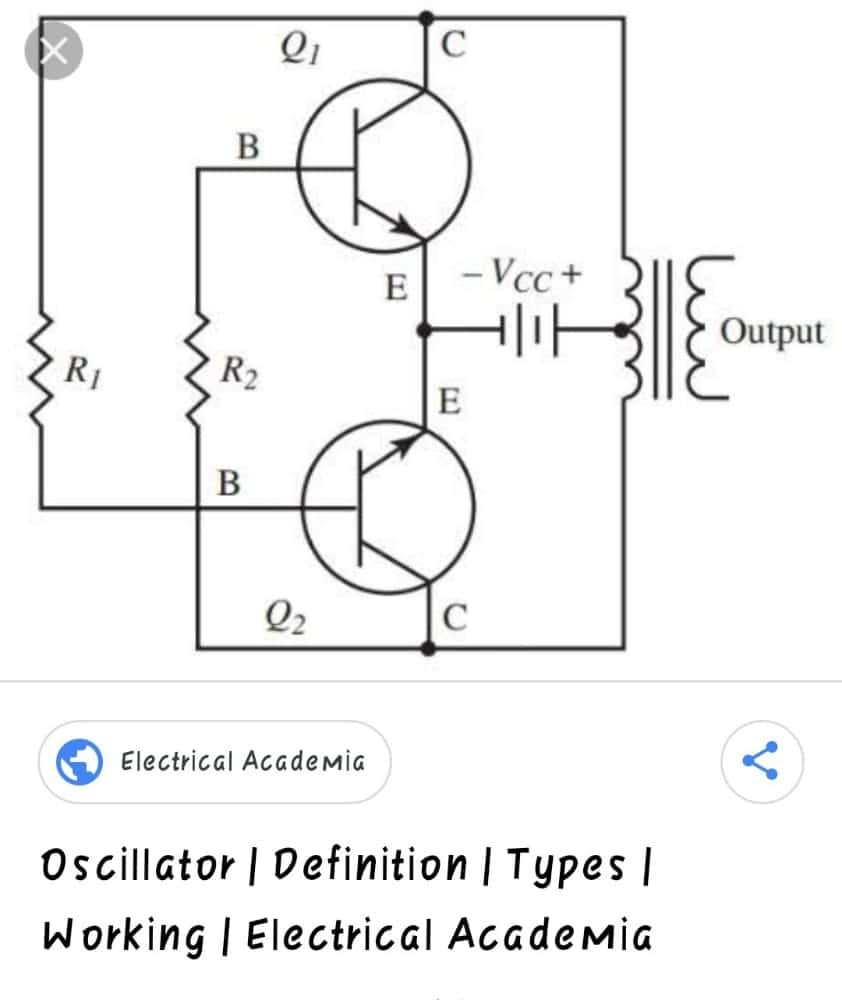 Q1
C
B
E
- VCC +
R1
R2
Output
E
B
Q2
C
Electrical Academia
Oscillator | Definition | Types |
Working | Electrical Academia